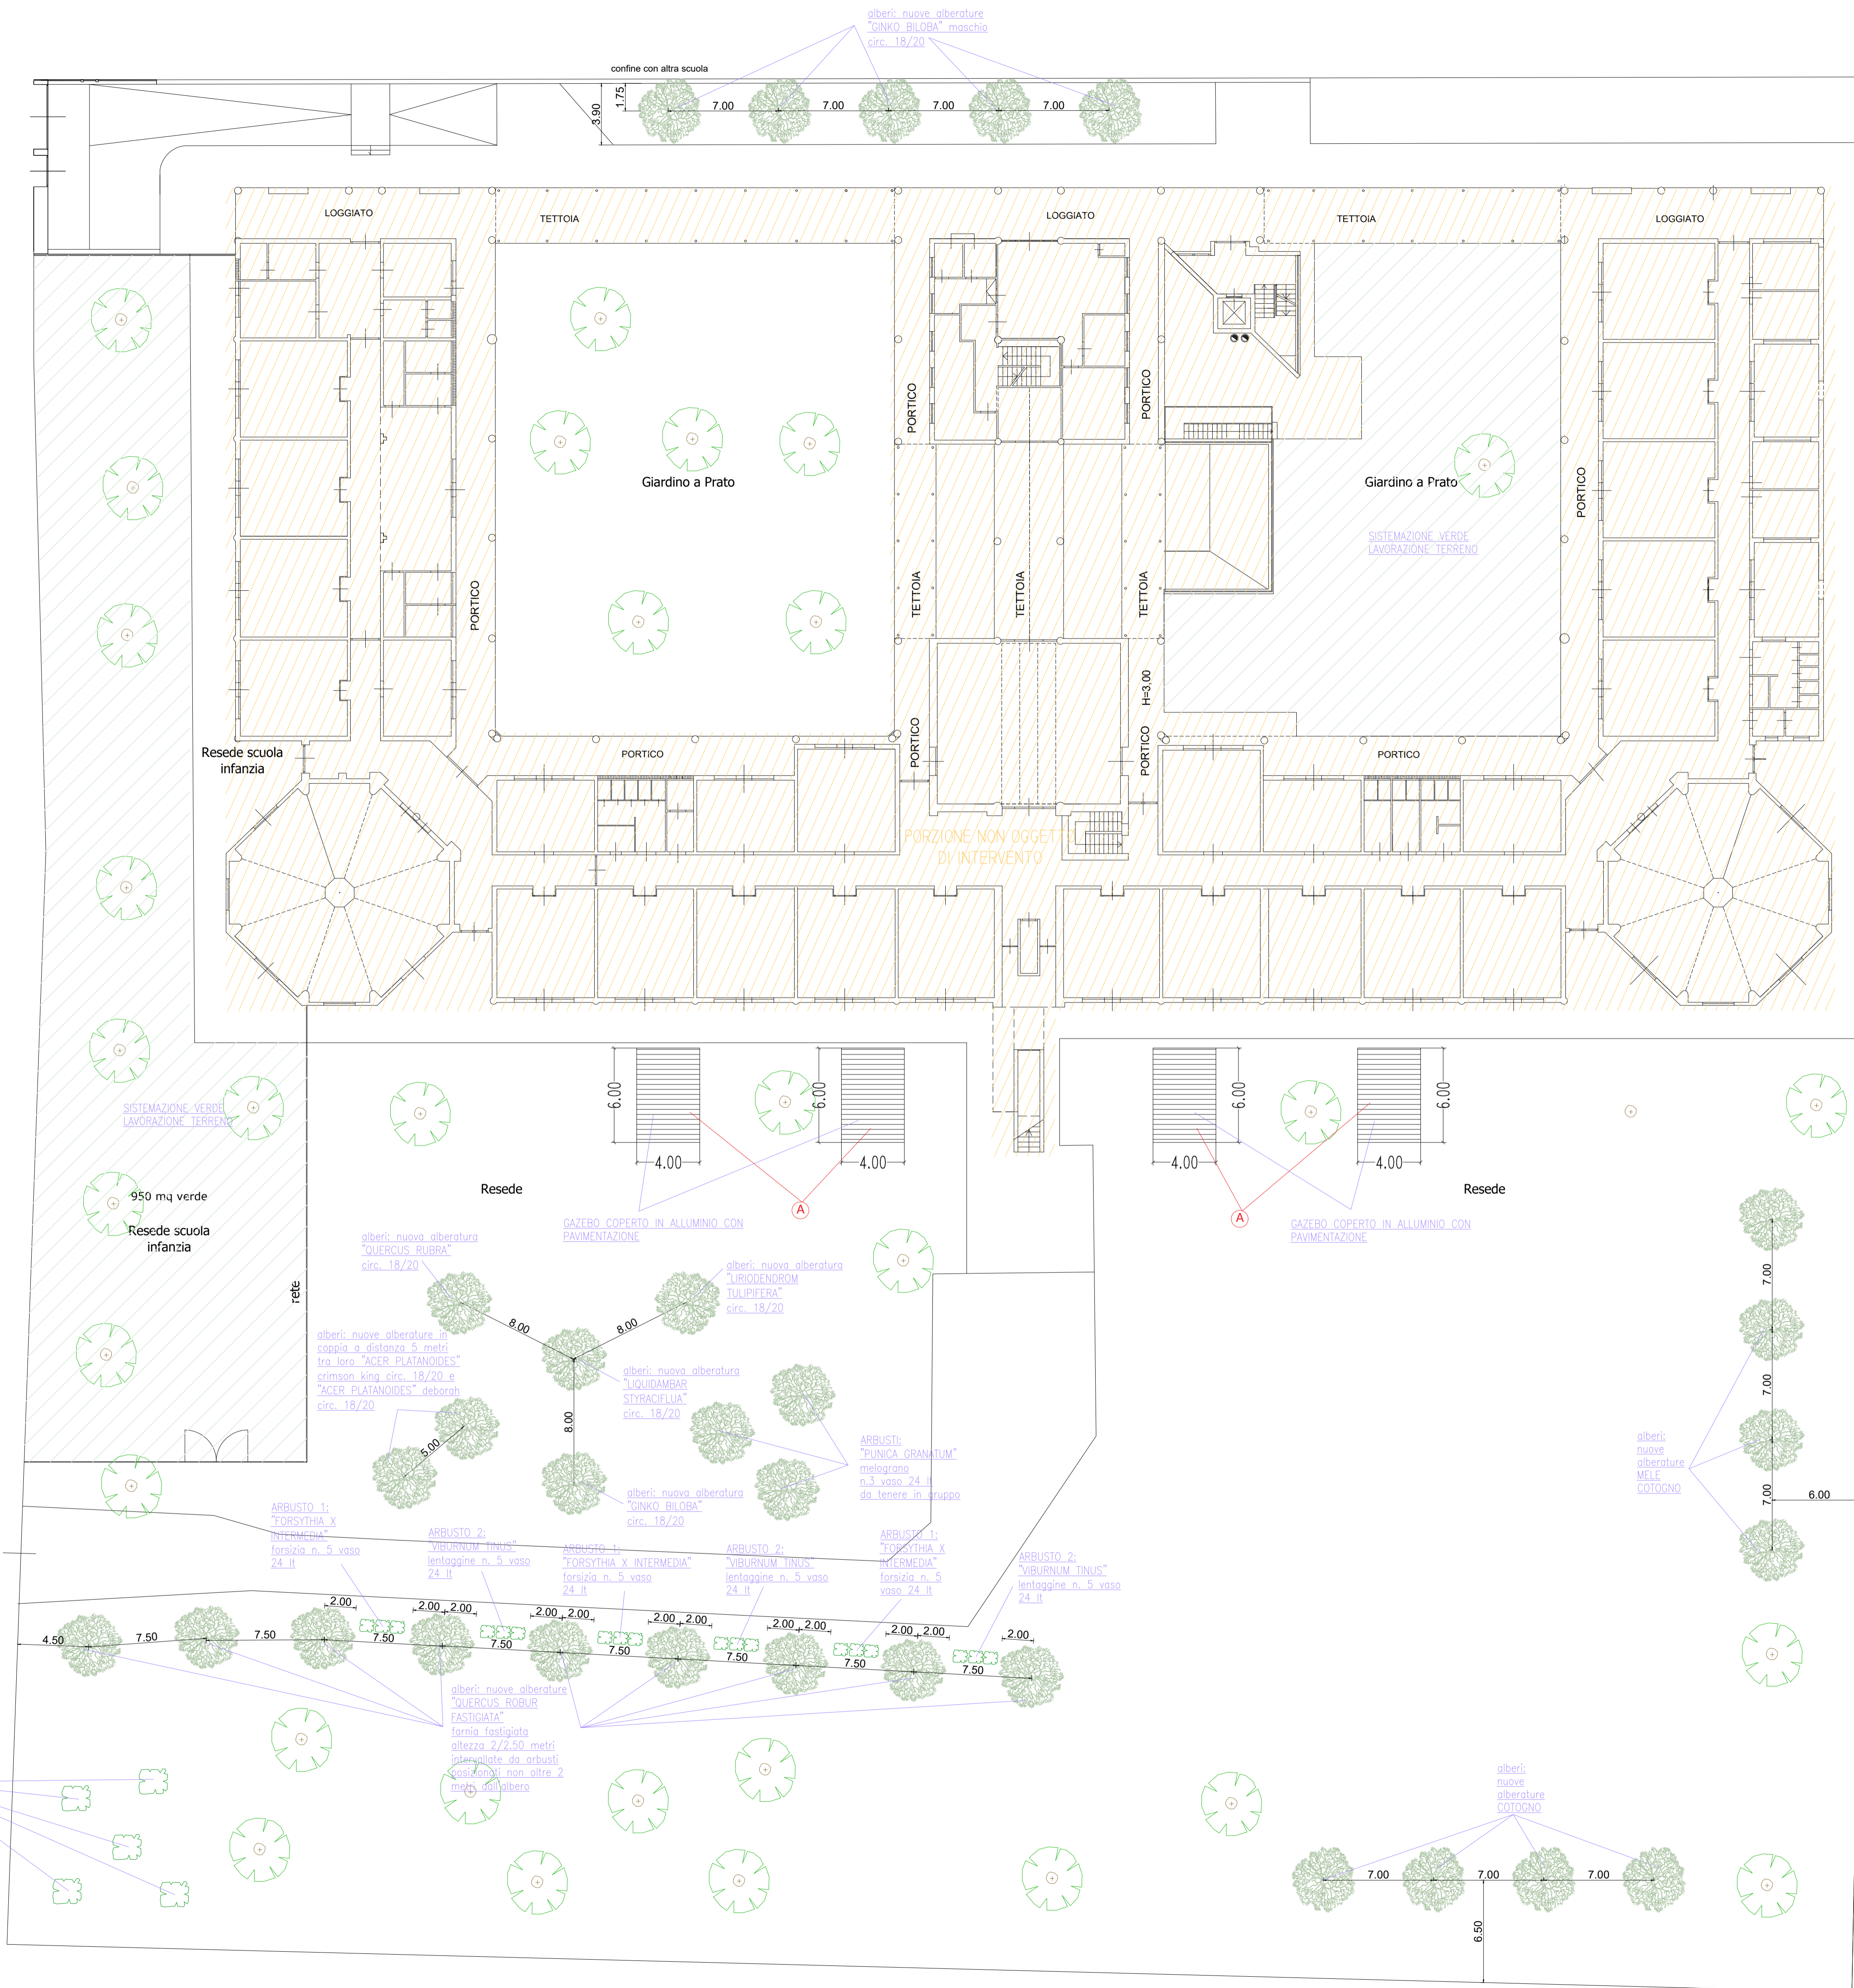 alberi: nuove alberature
"GINKO BILOBA" maschio
circ. 18/20
confine con altra scuola
1.75
3.90
7.00
7.00
7.00
7.00
LOGGIATO
TETTOIA
LOGGIATO
TETTOIA
LOGGIATO
PORTICO
PORTICO
Giardino a Prato
Giardino a Prato
PORTICO
SISTEMAZIONE VERDE
LAVORAZIONE TERRENO
PORTICO
TETTOIA
TETTOIA
TETTOIA
H=3,00
Resede scuola
infanzia
PORTICO
PORTICO
PORTICO
PORTICO
PORZIONE NON OGGETTO
DI INTERVENTO
6.00
6.00
6.00
6.00
SISTEMAZIONE VERDE
LAVORAZIONE TERRENO
4.00
4.00
4.00
4.00
950 mq verde
Resede
Resede
A
A
Resede scuola
infanzia
GAZEBO COPERTO IN ALLUMINIO CON
PAVIMENTAZIONE
GAZEBO COPERTO IN ALLUMINIO CON
PAVIMENTAZIONE
rete
alberi: nuova alberatura
"QUERCUS RUBRA"
circ. 18/20
alberi: nuova alberatura
"LIRIODENDROM
TULIPIFERA"
circ. 18/20
8.00
8.00
7.00
alberi: nuove alberature in
coppia a distanza 5 metri
tra loro "ACER PLATANOIDES"
crimson king circ. 18/20 e
"ACER PLATANOIDES" deborah
circ. 18/20
alberi: nuova alberatura
"LIQUIDAMBAR
STYRACIFLUA"
circ. 18/20
8.00
5.00
7.00
ARBUSTI:
"PUNICA GRANATUM"
melograno
n.3 vaso 24 lt
da tenere in gruppo
alberi:
nuove
alberature
MELE
COTOGNO
7.00
6.00
alberi: nuova alberatura
"GINKO BILOBA"
circ. 18/20
ARBUSTO 1:
"FORSYTHIA X
INTERMEDIA"
forsizia n. 5 vaso
24 lt
ARBUSTO 2:
"VIBURNUM TINUS"
lentaggine n. 5 vaso
24 lt
ARBUSTO 1:
"FORSYTHIA X INTERMEDIA"
forsizia n. 5 vaso
24 lt
ARBUSTO 2:
"VIBURNUM TINUS"
lentaggine n. 5 vaso
24 lt
ARBUSTO 1:
"FORSYTHIA X
INTERMEDIA"
forsizia n. 5
vaso 24 lt
ARBUSTO 2:
"VIBURNUM TINUS"
lentaggine n. 5 vaso
24 lt
2.00
2.00
2.00
2.00
2.00
2.00
2.00
2.00
2.00
2.00
2.00
2.00
4.50
7.50
7.50
7.50
7.50
7.50
7.50
7.50
7.50
alberi: nuove alberature
"QUERCUS ROBUR
FASTIGIATA"
farnia fastigiata
altezza 2/2.50 metri
intervallate da arbusti
posizionati non oltre 2
metri dall'albero
alberi:
nuove
alberature
COTOGNO
7.00
7.00
7.00
6.50